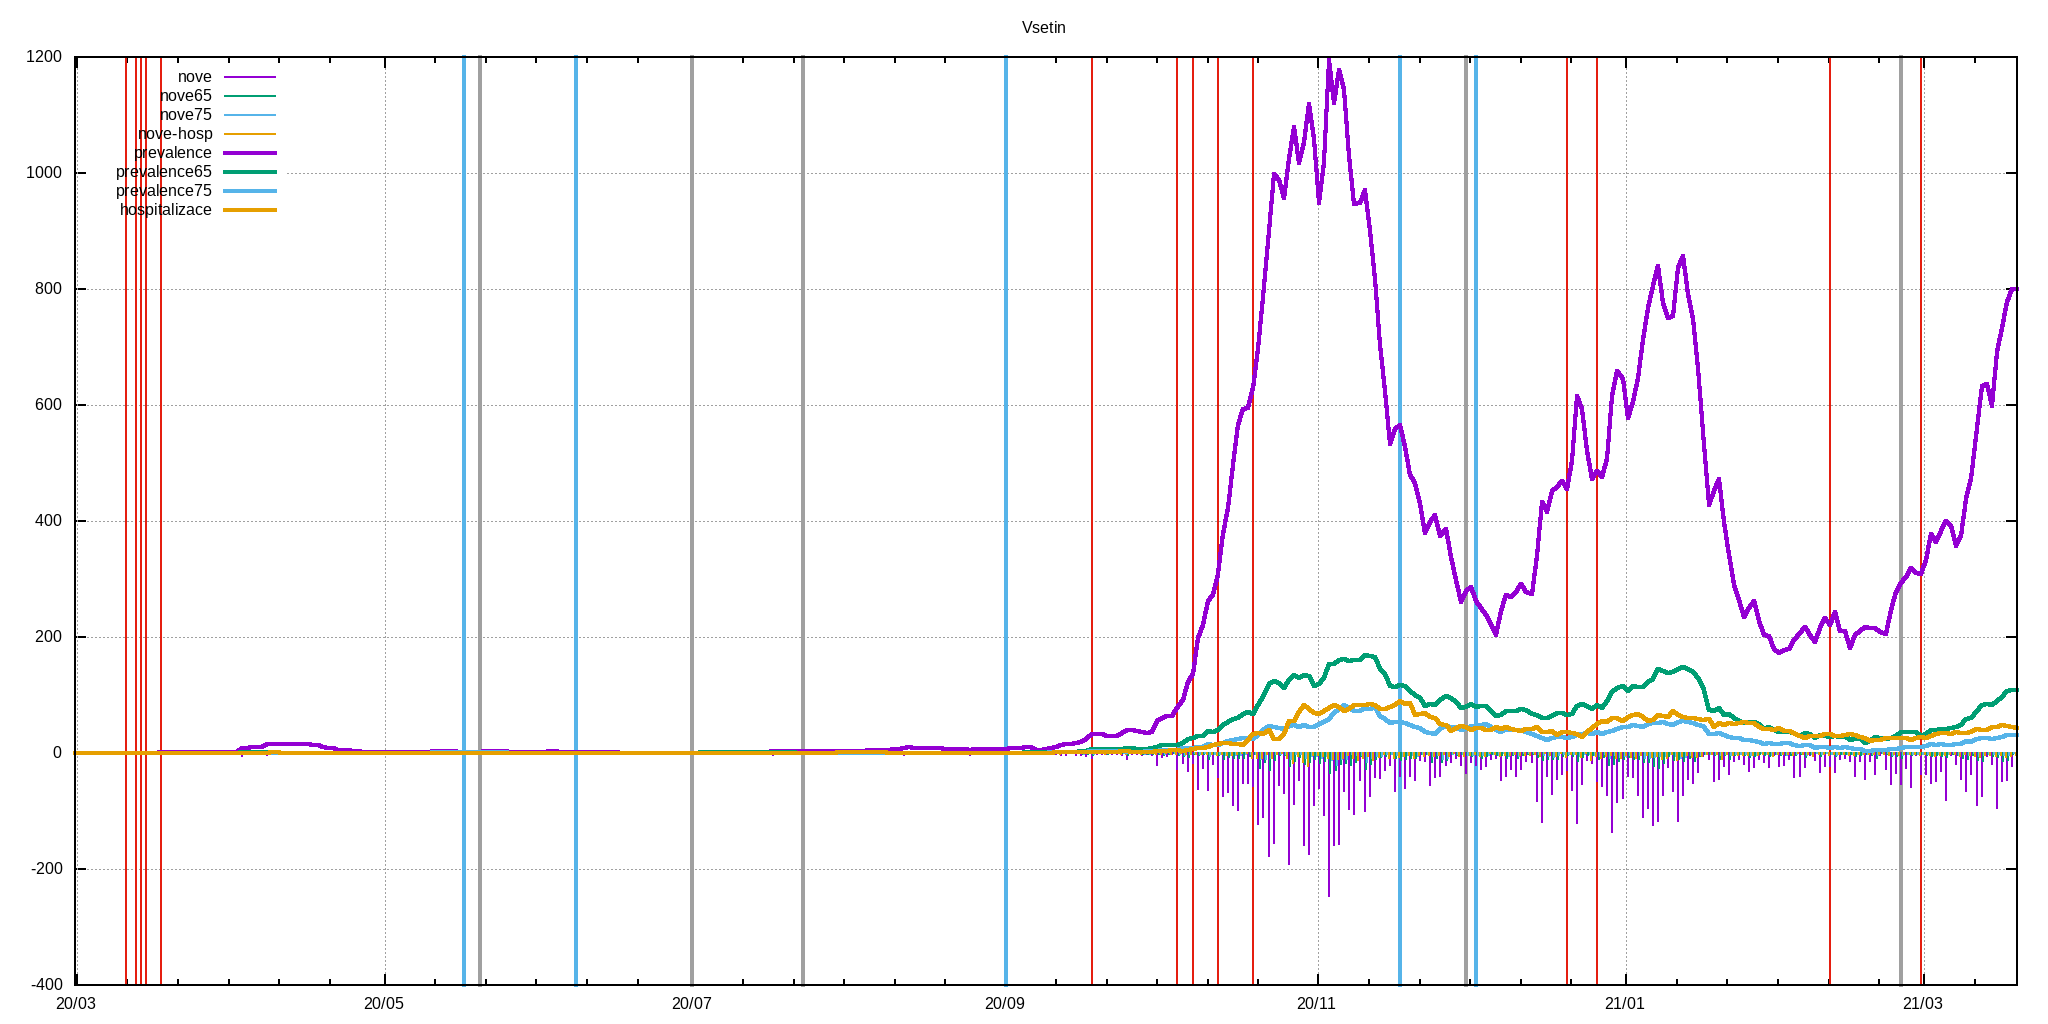 Vsetin
1200
1000
800
600
400
200
0
-200
-400
nove
nove65
nove75
nove-hosp
prevalence
prevalence65
prevalence75
hospitalizace
20/03 20/05 20/07 20/09 20/11 21/01 21/03